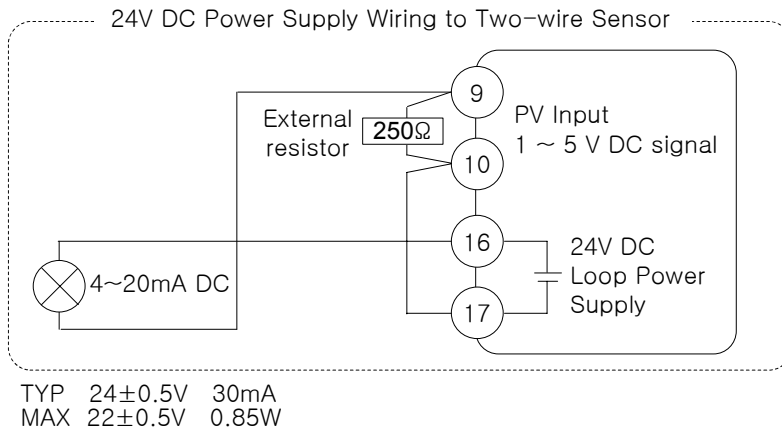 24V DC Power Supply Wiring to Two-wire Sensor
9
External
resistor
250Ω
PV Input
1 ~ 5 V DC signal
10
16
4~20mA DC
24V DC
Loop Power
Supply
17
TYP 24±0.5V 30mA
MAX 22±0.5V 0.85W